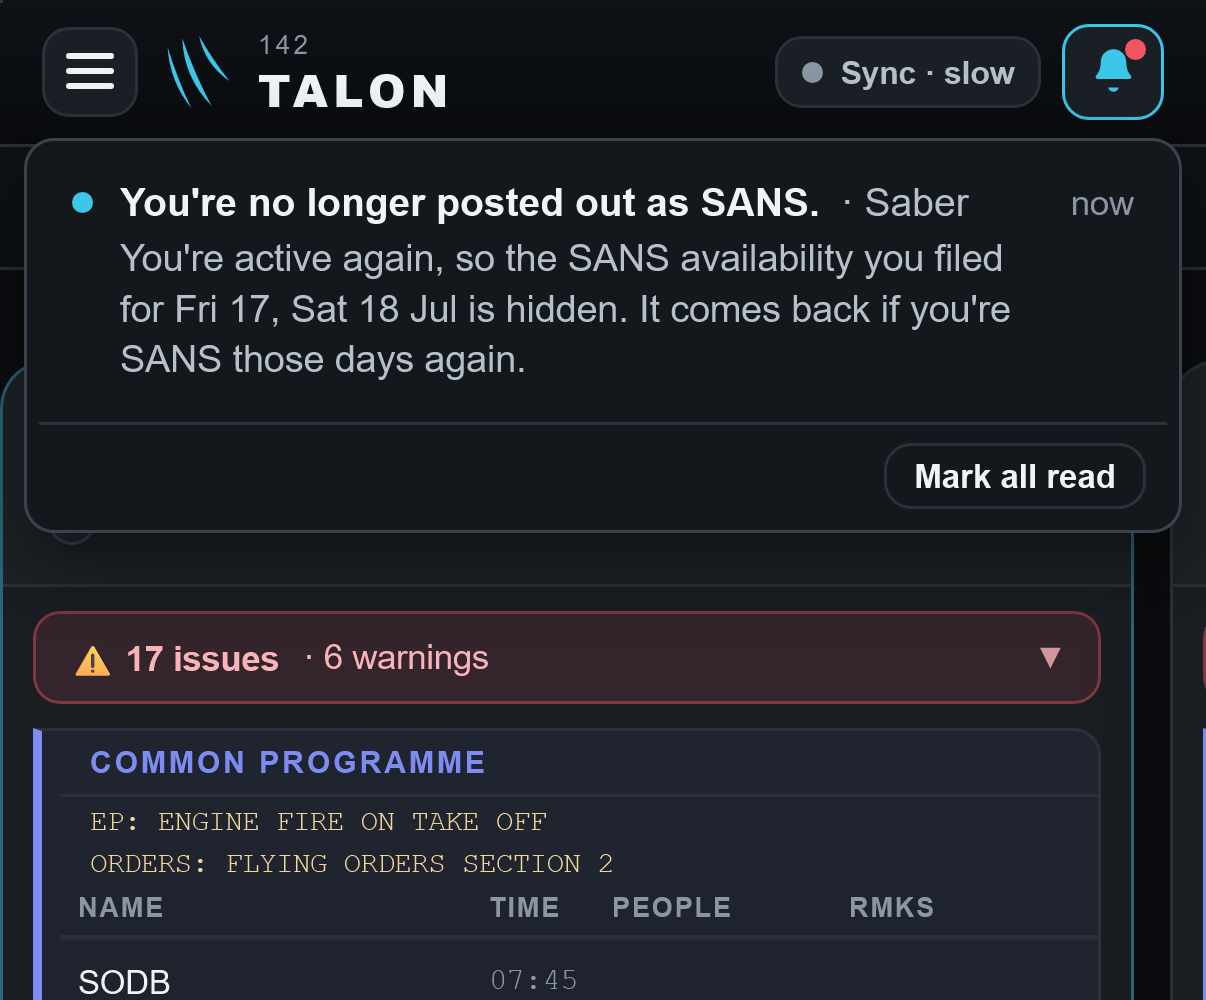 142
TALON
Sync · slow
You're no longer posted out as SANS. · Saber now
You're active again, so the SANS availability you filed
for Fri 17, Sat 18 Jul is hidden. It comes back if you're
SANS those days again.
Mark all read
17 issues · 6 warnings
COMMON PROGRAMME
EP: ENGINE FIRE ON TAKE OFF
ORDERS: FLYING ORDERS SECTION 2
NAME TIME PEOPLE RMKS
SODB 07:45